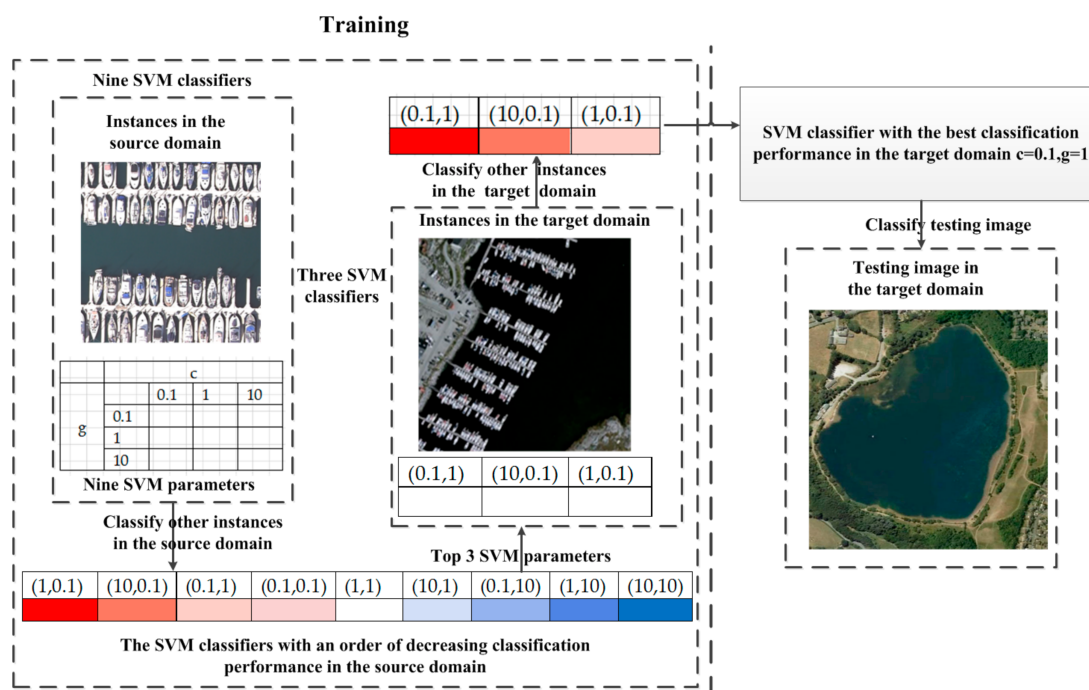 Training
Nine SVM classifiers
Instances in the
source domain
c
0.1 1 10
g
0.1
1
10
Nine SVM parameters
Classify other instances
in the source domain
(1,0.1) (10,0.1) (0.1,1) (0.1,0.1) (1,1) (10,1) (0.1,10) (1,10) (10,10)
The SVM classifiers with an order of decreasing classification
performance in the source domain
Top 3 SVM parameters
Three SVM
classifiers
Instances in the target domain
(0.1,1) (10,0.1) (1,0.1)
Classify other instances
in the target domain
(0.1,1) (10,0.1) (1,0.1)
SVM classifier with the best classification
performance in the target domain c=0.1,g=1
Classify testing image
Testing image in
the target domain